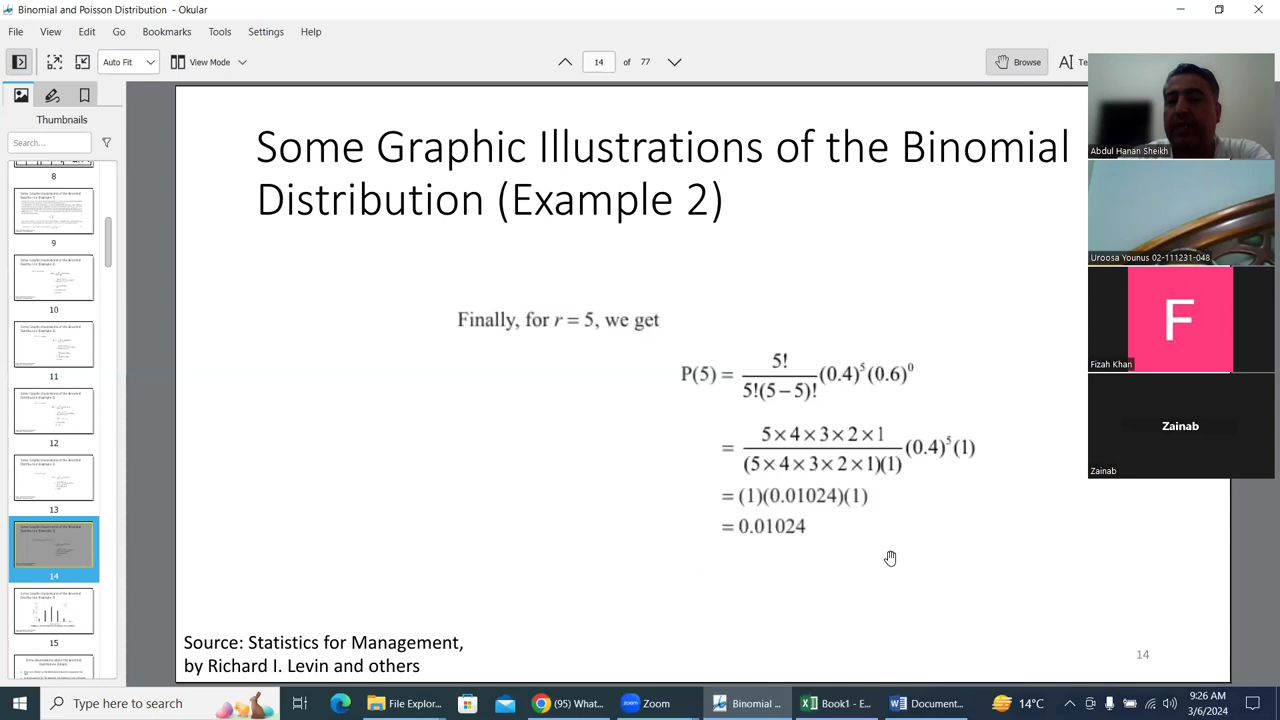 Binomial and Poisson Distribution - Okular
File View Edit Go Bookmarks Tools Settings Help
Auto Fit View Mode 14 of 77 Browse
Thumbnails
Search...
8
9
10
11
12
13
14
15
Some Graphic Illustrations of the Binomial
Distribution (Example 2)
Finally, for r = 5, we get
P(5) = 5! / 5!(5 − 5)! (0.4)⁵ (0.6)⁰
= 5 × 4 × 3 × 2 × 1 / (5 × 4 × 3 × 2 × 1)(1) (0.4)⁵ (1)
= (1)(0.01024)(1)
= 0.01024
Source: Statistics for Management,
by Richard I. Levin and others
14
Abdul Hanan Sheikh
Uroosa Younus 02-111231-048
F
Fizah Khan
Zainab
Zainab
Type here to search
File Explor...
(95) What...
Zoom
Binomial ...
Book1 - E...
Document...
14°C
9:26 AM
3/6/2024